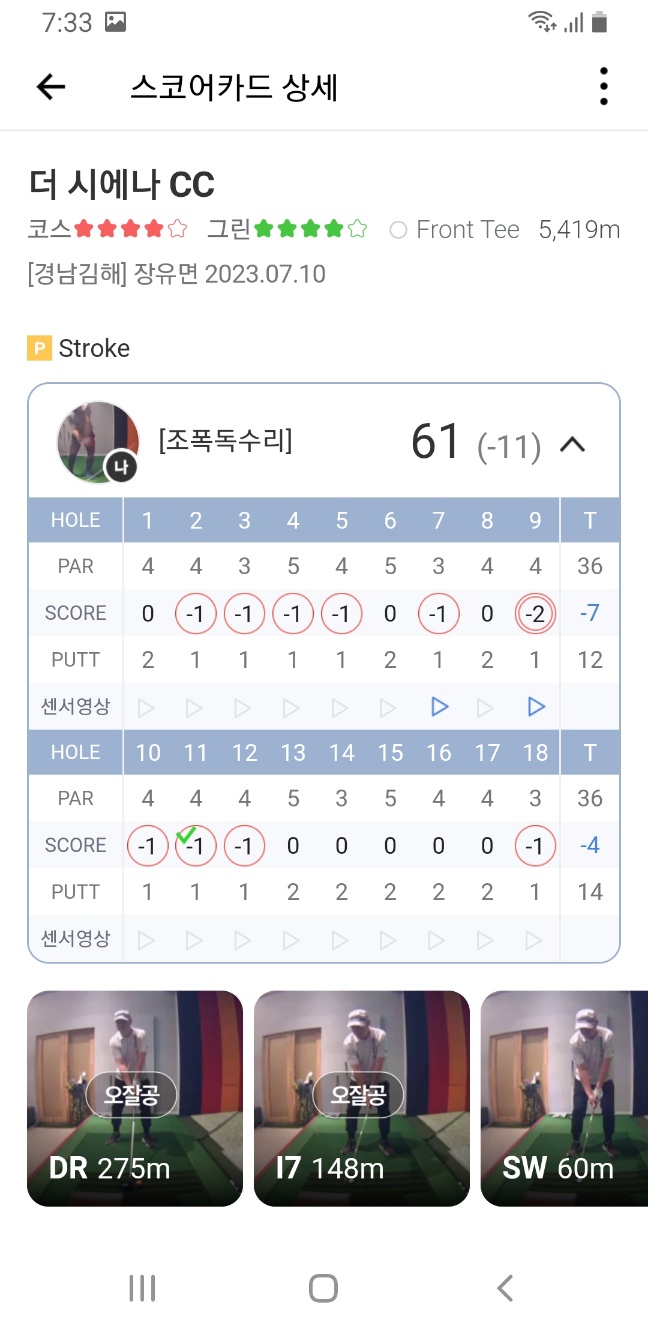 7:33
스코어카드 상세
더 시에나 CC
코스 그린 Front Tee 5,419m
[경남김해] 장유면 2023.07.10
P Stroke
나 [조폭독수리] 61 (-11)
HOLE 1 2 3 4 5 6 7 8 9 T
PAR 4 4 3 5 4 5 3 4 4 36
SCORE 0 -1 -1 -1 -1 0 -1 0 -2 -7
PUTT 2 1 1 1 1 2 1 2 1 12
센서영상
HOLE 10 11 12 13 14 15 16 17 18 T
PAR 4 4 4 5 3 5 4 4 3 36
SCORE -1 -1 -1 0 0 0 0 0 -1 -4
PUTT 1 1 1 2 2 2 2 2 1 14
센서영상
오잘공 오잘공
DR 275m I7 148m SW 60m